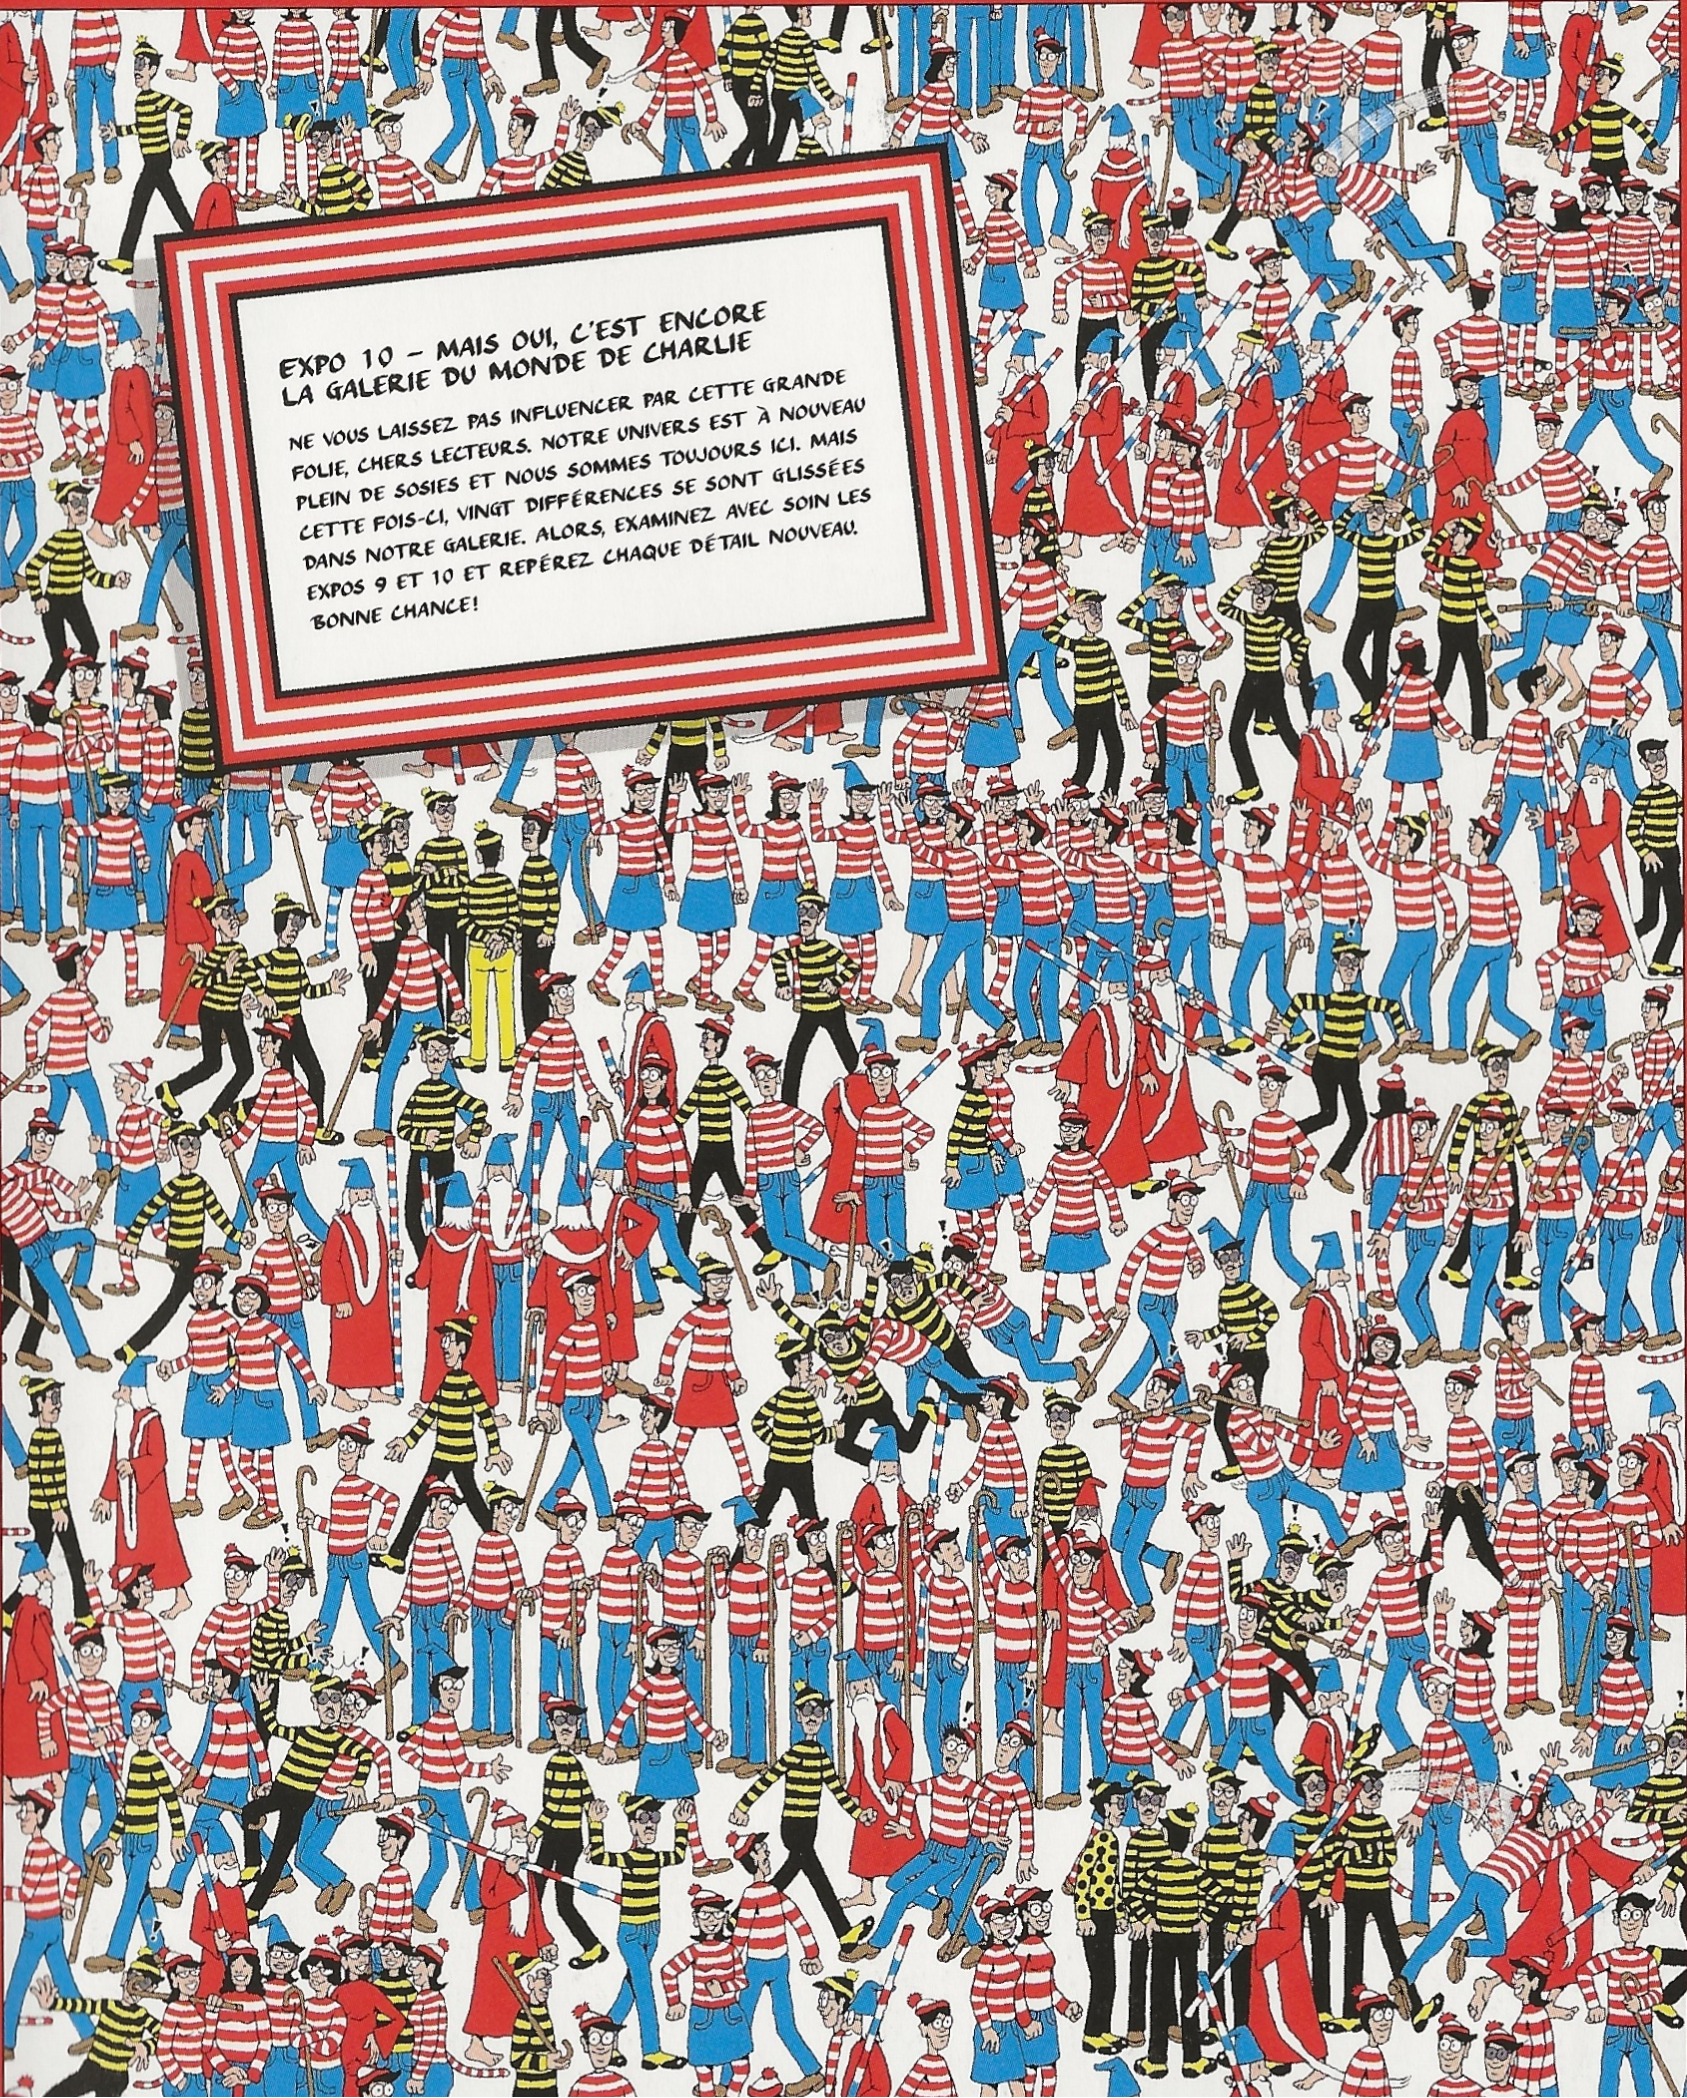 EXPO 10 – MAIS OUI, C'EST ENCORE
LA GALERIE DU MONDE DE CHARLIE
NE VOUS LAISSEZ PAS INFLUENCER PAR CETTE GRANDE
FOLIE, CHERS LECTEURS. NOTRE UNIVERS EST À NOUVEAU
PLEIN DE SOSIES ET NOUS SOMMES TOUJOURS ICI. MAIS
CETTE FOIS-CI, VINGT DIFFÉRENCES SE SONT GLISSÉES
DANS NOTRE GALERIE. ALORS, EXAMINEZ AVEC SOIN LES
EXPOS 9 ET 10 ET REPÉREZ CHAQUE DÉTAIL NOUVEAU.
BONNE CHANCE!